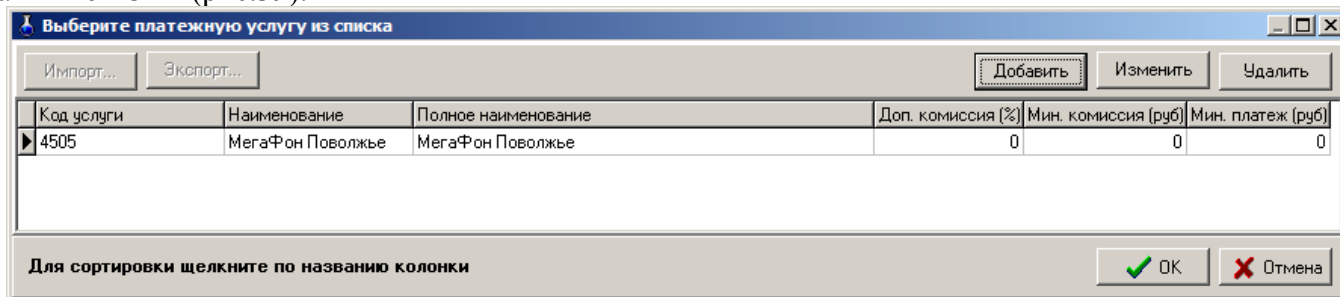 Выберите платежную услугу из списка
Импорт... Экспорт... Добавить Изменить Удалить
Код услуги Наименование Полное наименование Доп. комиссия (%) Мин. комиссия (руб) Мин. платеж (руб)
4505 МегаФон Поволжье МегаФон Поволжье 0 0 0
Для сортировки щелкните по названию колонки OK Отмена